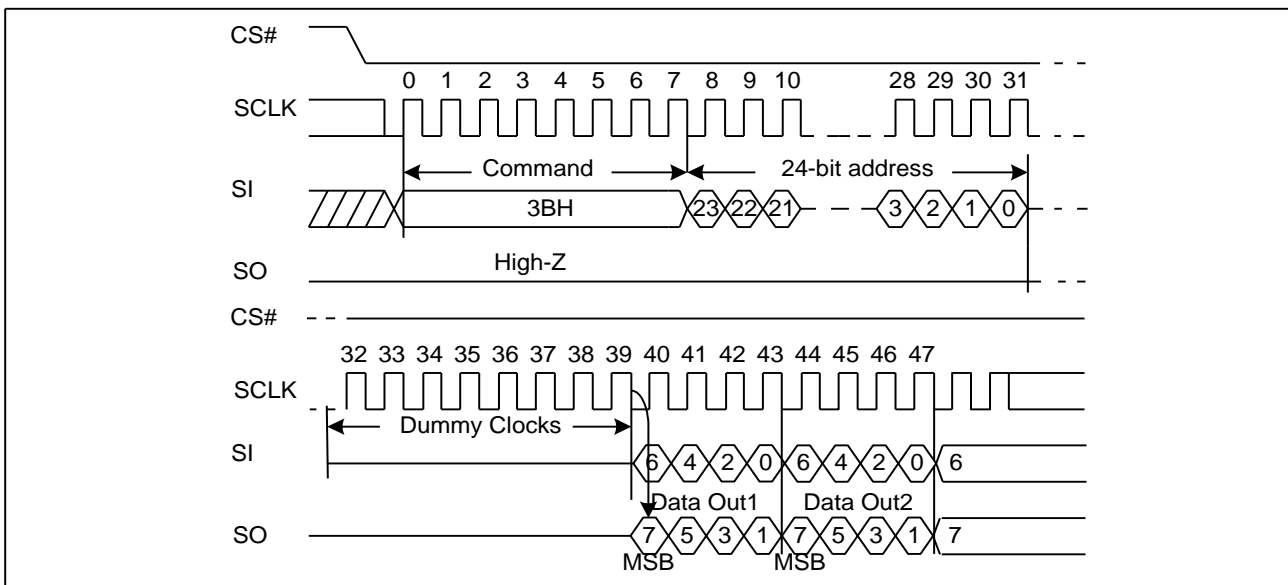 CS#
0 1 2 3 4 5 6 7 8 9 10 28 29 30 31
SCLK
Command 24-bit address
SI
3BH 23 22 21 3 2 1 0
High-Z
SO
CS#
32 33 34 35 36 37 38 39 40 41 42 43 44 45 46 47
SCLK
Dummy Clocks
SI
6 4 2 0 6 4 2 0 6
Data Out1 Data Out2
SO
7 5 3 1 7 5 3 1 7
MSB MSB